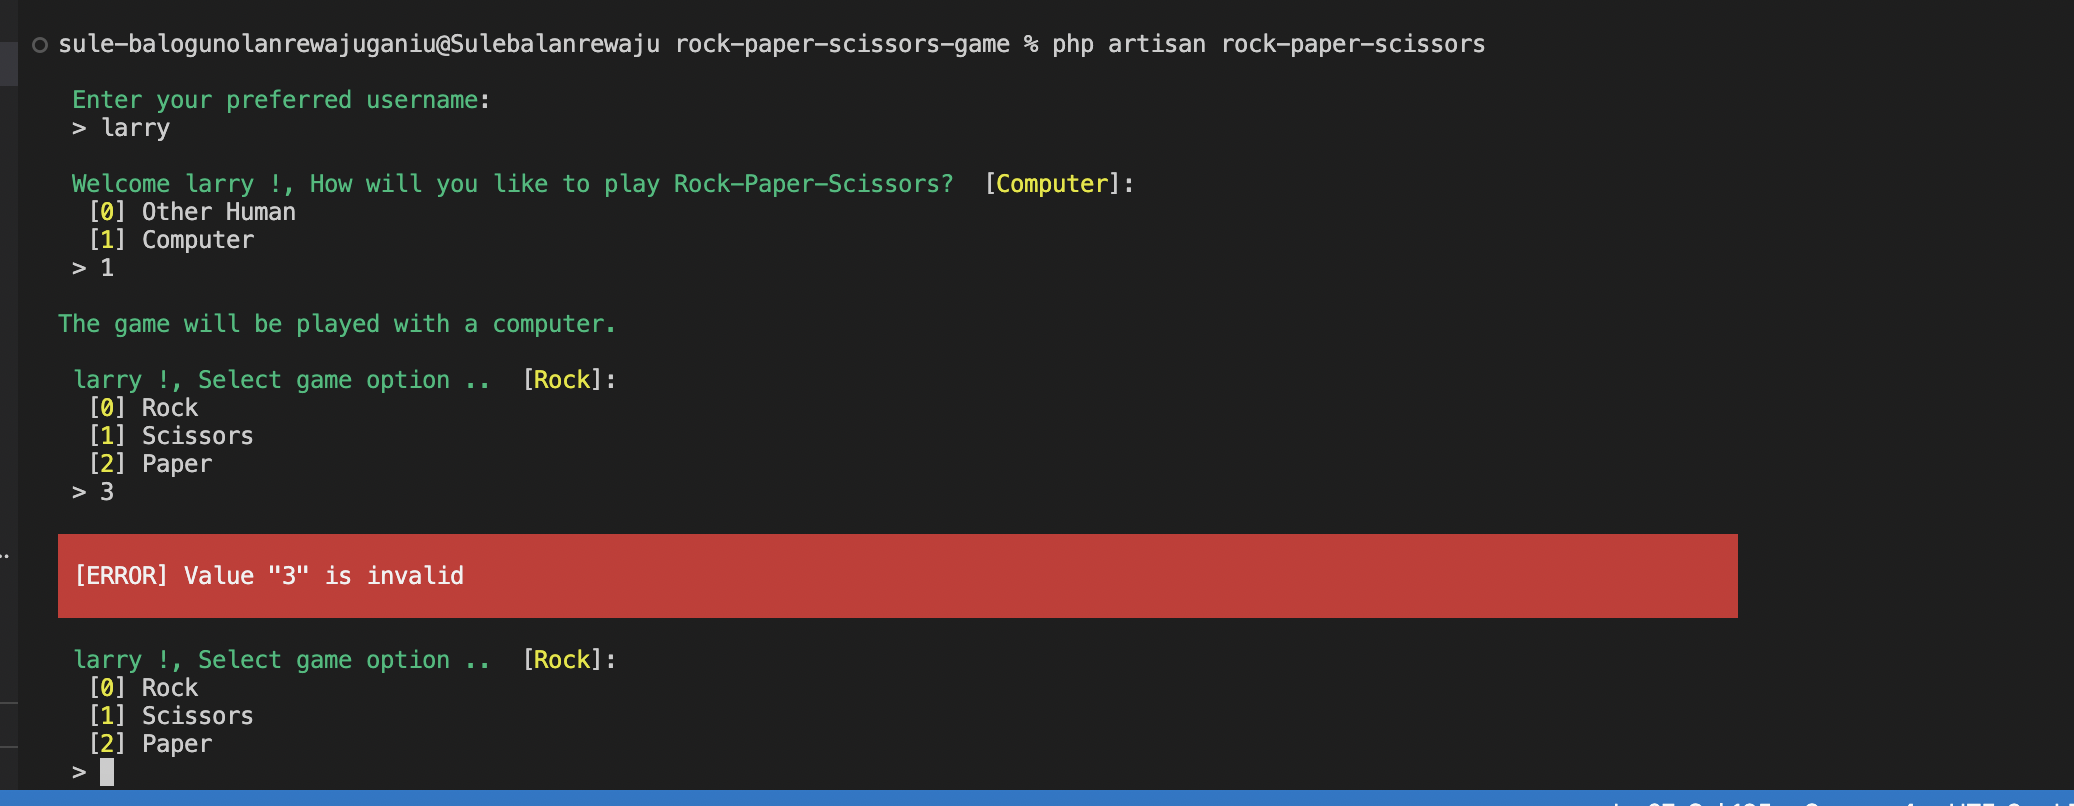 sule-balogunolanrewajuganiu@Sulebalanrewaju rock-paper-scissors-game % php artisan rock-paper-scissors
Enter your preferred username:
> larry
Welcome larry !, How will you like to play Rock-Paper-Scissors?  [Computer]:
[0] Other Human
[1] Computer
> 1
The game will be played with a computer.
larry !, Select game option ..  [Rock]:
[0] Rock
[1] Scissors
[2] Paper
> 3
[ERROR] Value "3" is invalid
larry !, Select game option ..  [Rock]:
[0] Rock
[1] Scissors
[2] Paper
>